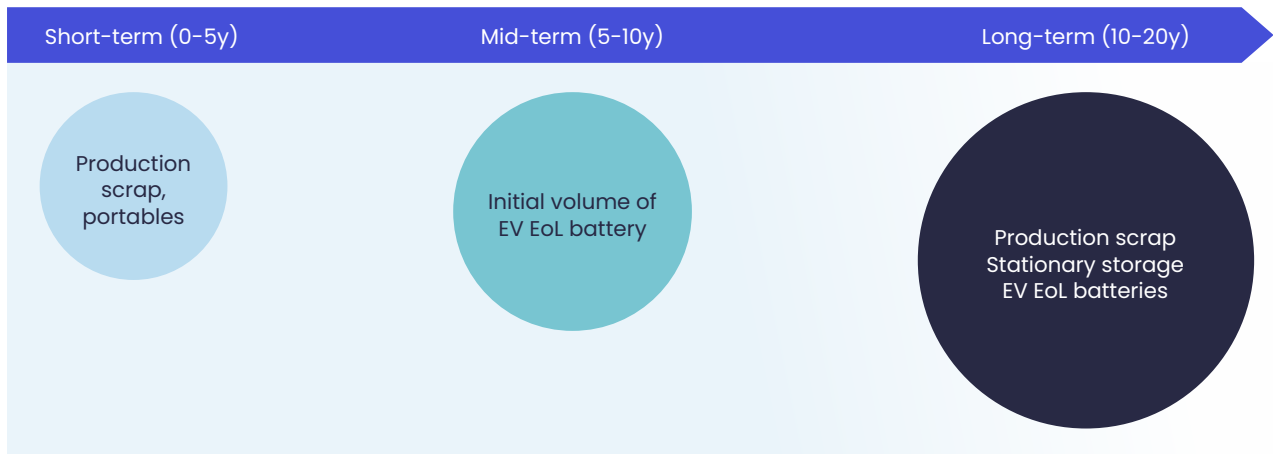 Short-term (0-5y)
Mid-term (5-10y)
Long-term (10-20y)
Production
scrap,
portables
Initial volume of
EV EoL battery
Production scrap
Stationary storage
EV EoL batteries